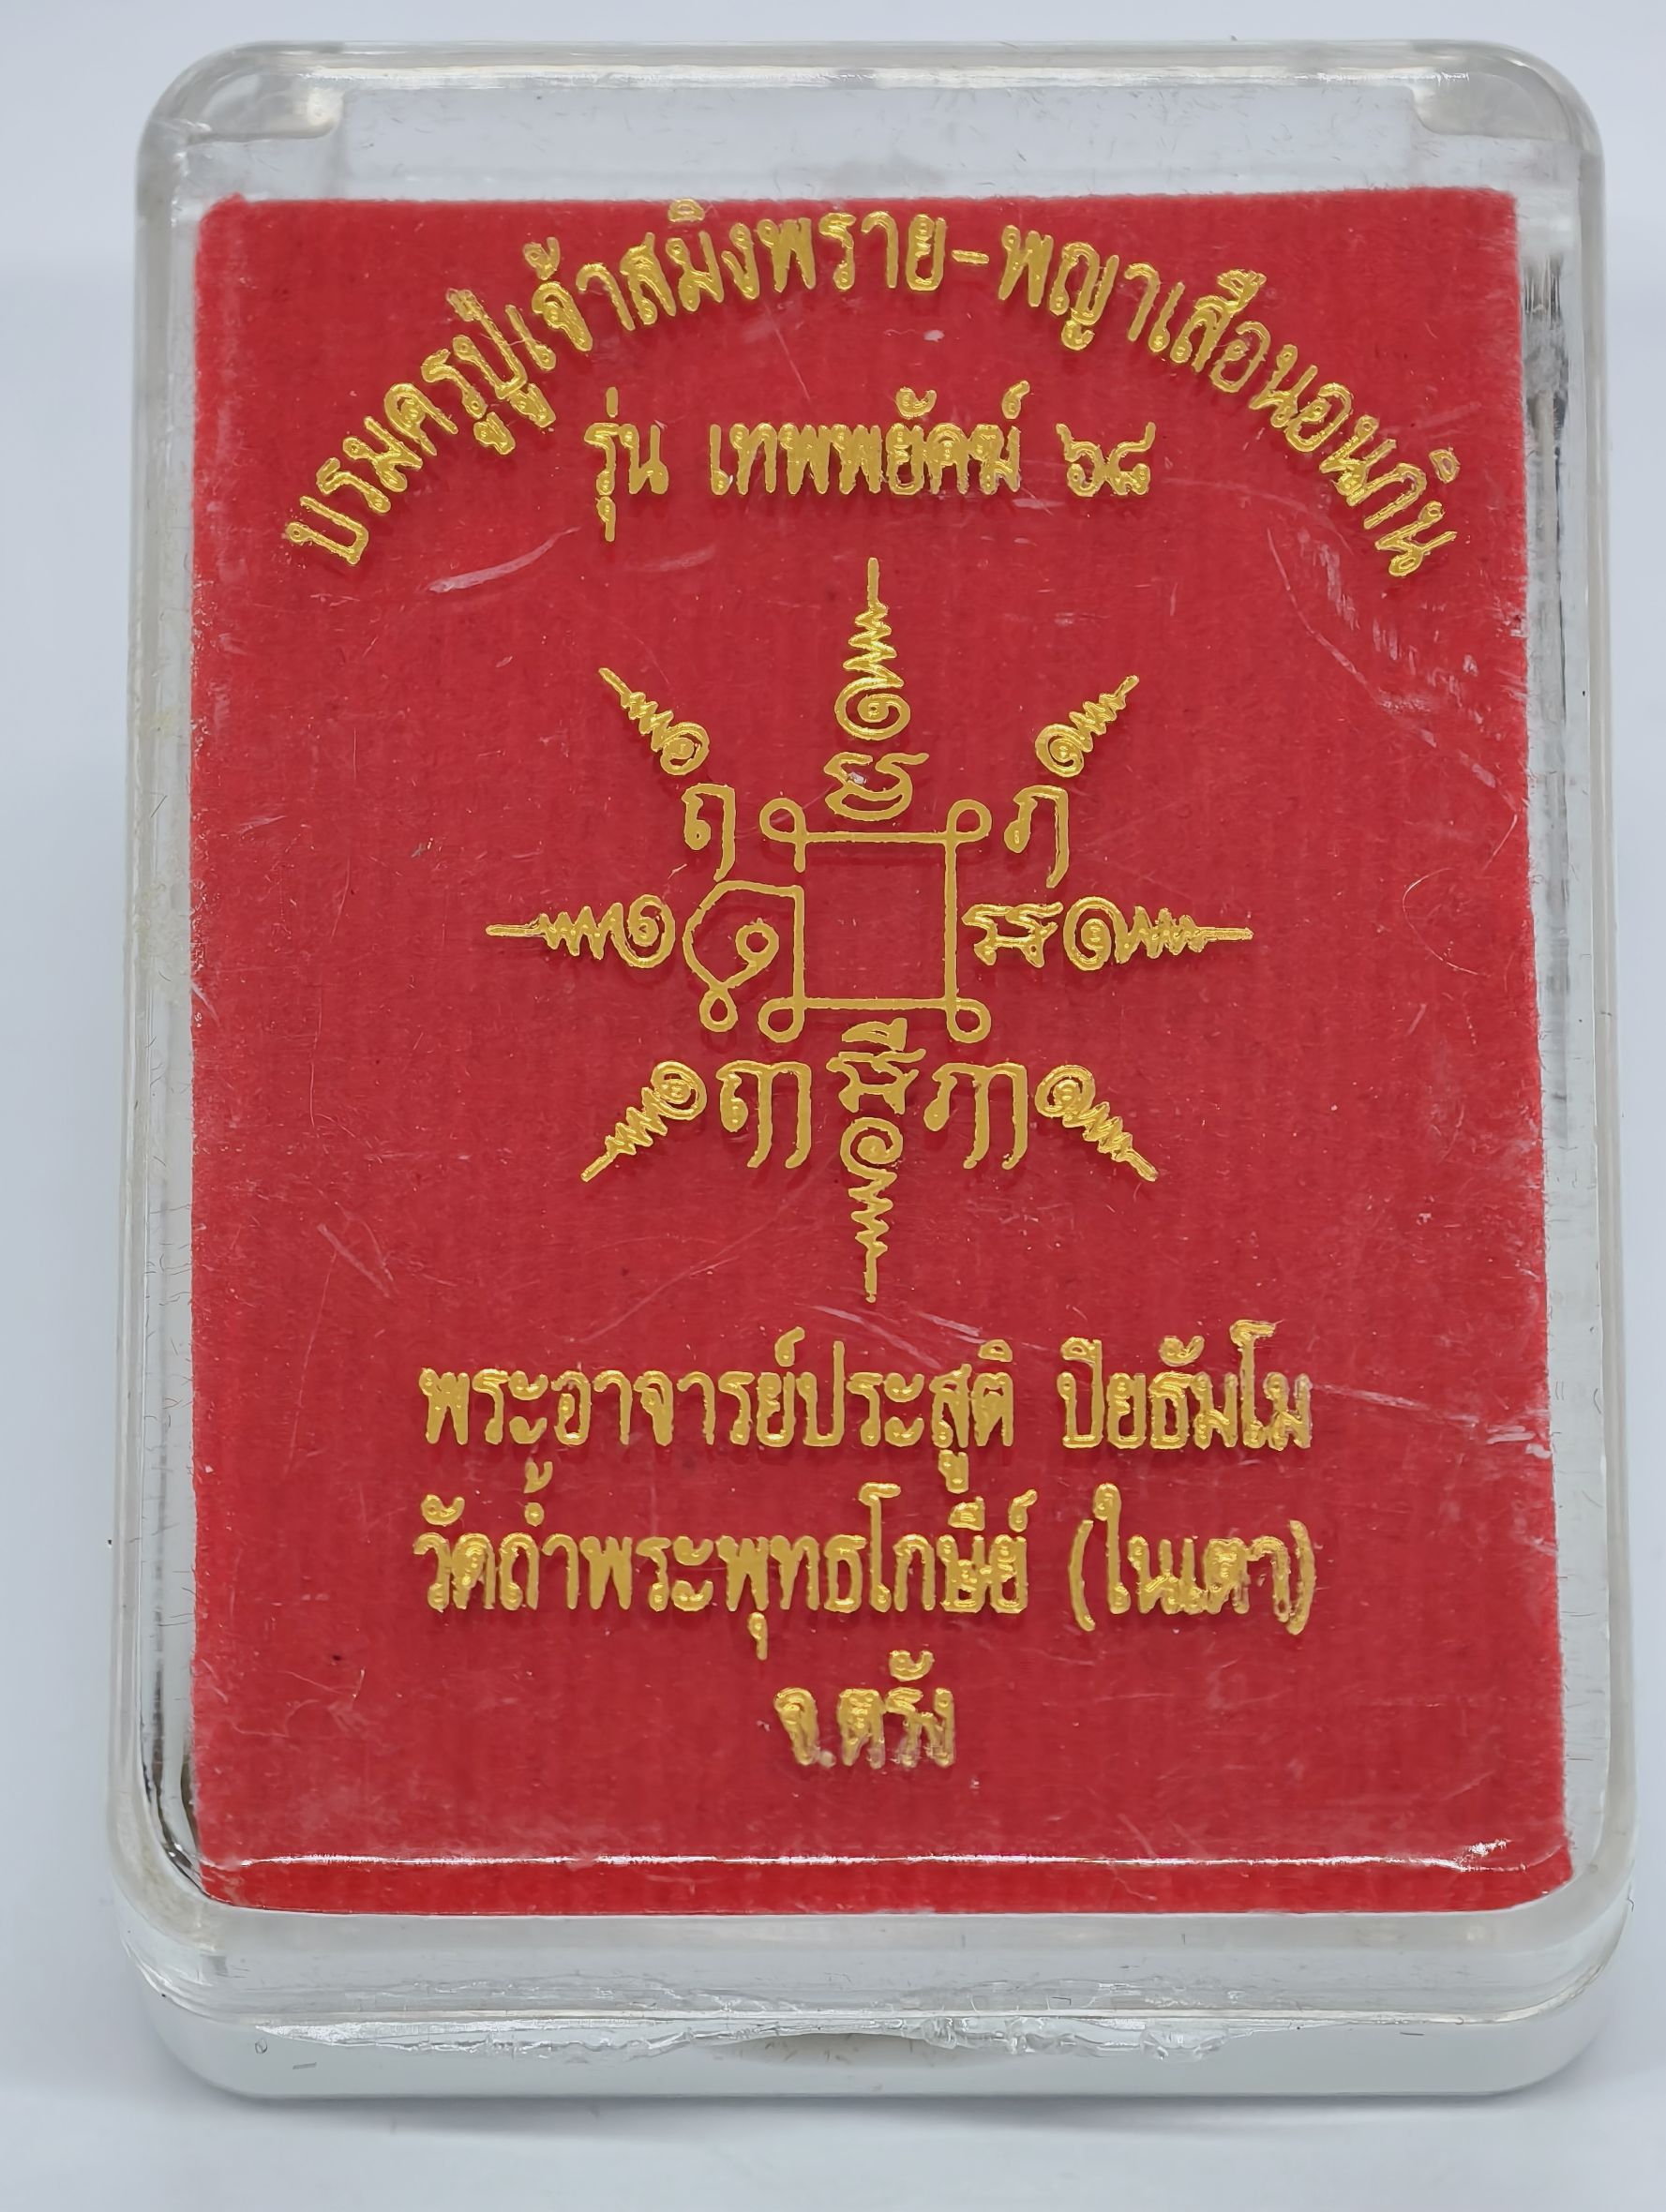 บรมครูปู่เจ้าสมิงพราย-พญาเสือนอนกิน
รุ่น เทพพยัคฆ์ ๖๘
พระอาจารย์ประสูติ ปิยธัมโม
วัดถ้ำพระพุทธโกษีย์ (ในเตา)
จ.ตรัง